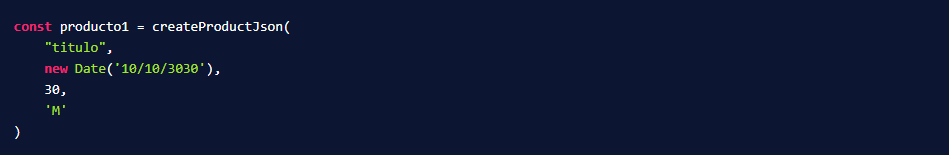 const producto1 = createProductJson(
    "titulo",
    new Date('10/10/3030'),
    30,
    'M'
)